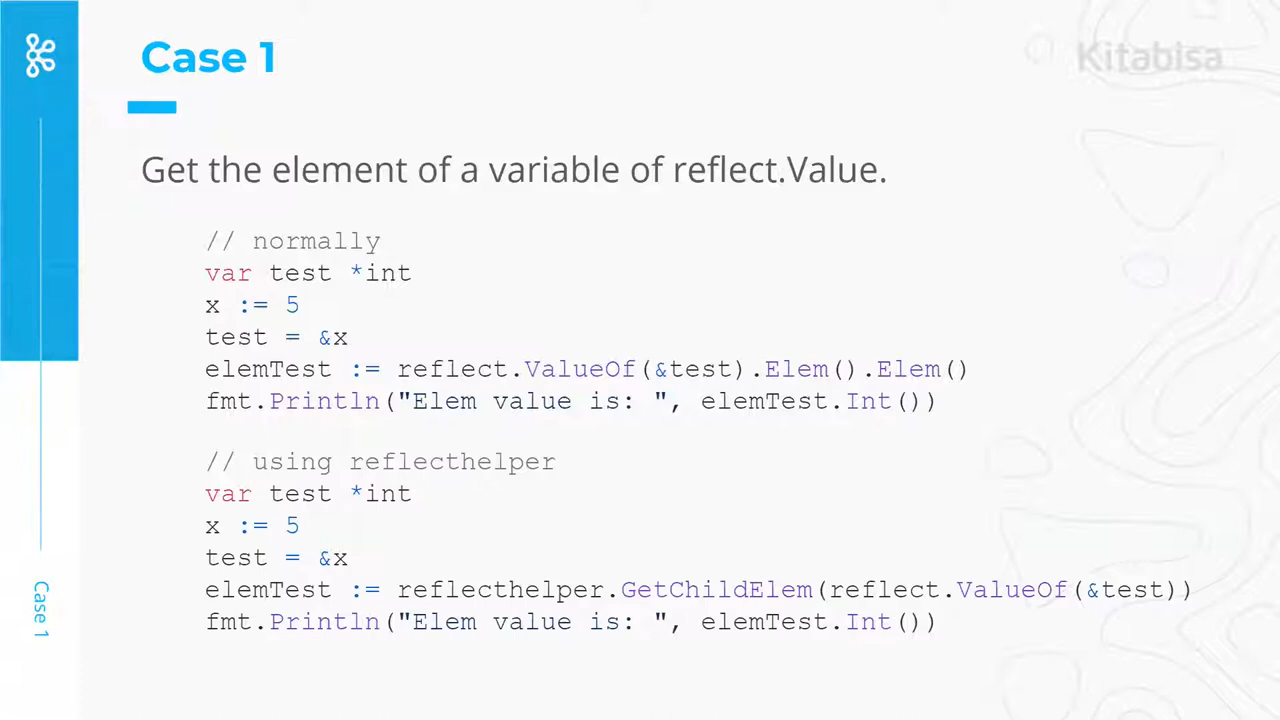 Case 1
Kitabisa
Get the element of a variable of reflect.Value.
// normally
var test *int
x := 5
test = &x
elemTest := reflect.ValueOf(&test).Elem().Elem()
fmt.Println("Elem value is: ", elemTest.Int())
// using reflecthelper
var test *int
x := 5
test = &x
elemTest := reflecthelper.GetChildElem(reflect.ValueOf(&test))
fmt.Println("Elem value is: ", elemTest.Int())
Case 1